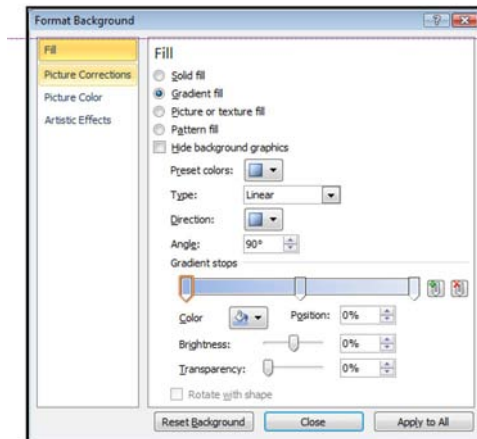 Format Background
Fill
Picture Corrections
Picture Color
Artistic Effects
Fill
Solid fill
Gradient fill
Picture or texture fill
Pattern fill
Hide background graphics
Preset colors:
Type: Linear
Direction:
Angle: 90°
Gradient stops
Color Position: 0%
Brightness: 0%
Transparency: 0%
Rotate with shape
Reset Background Close Apply to All